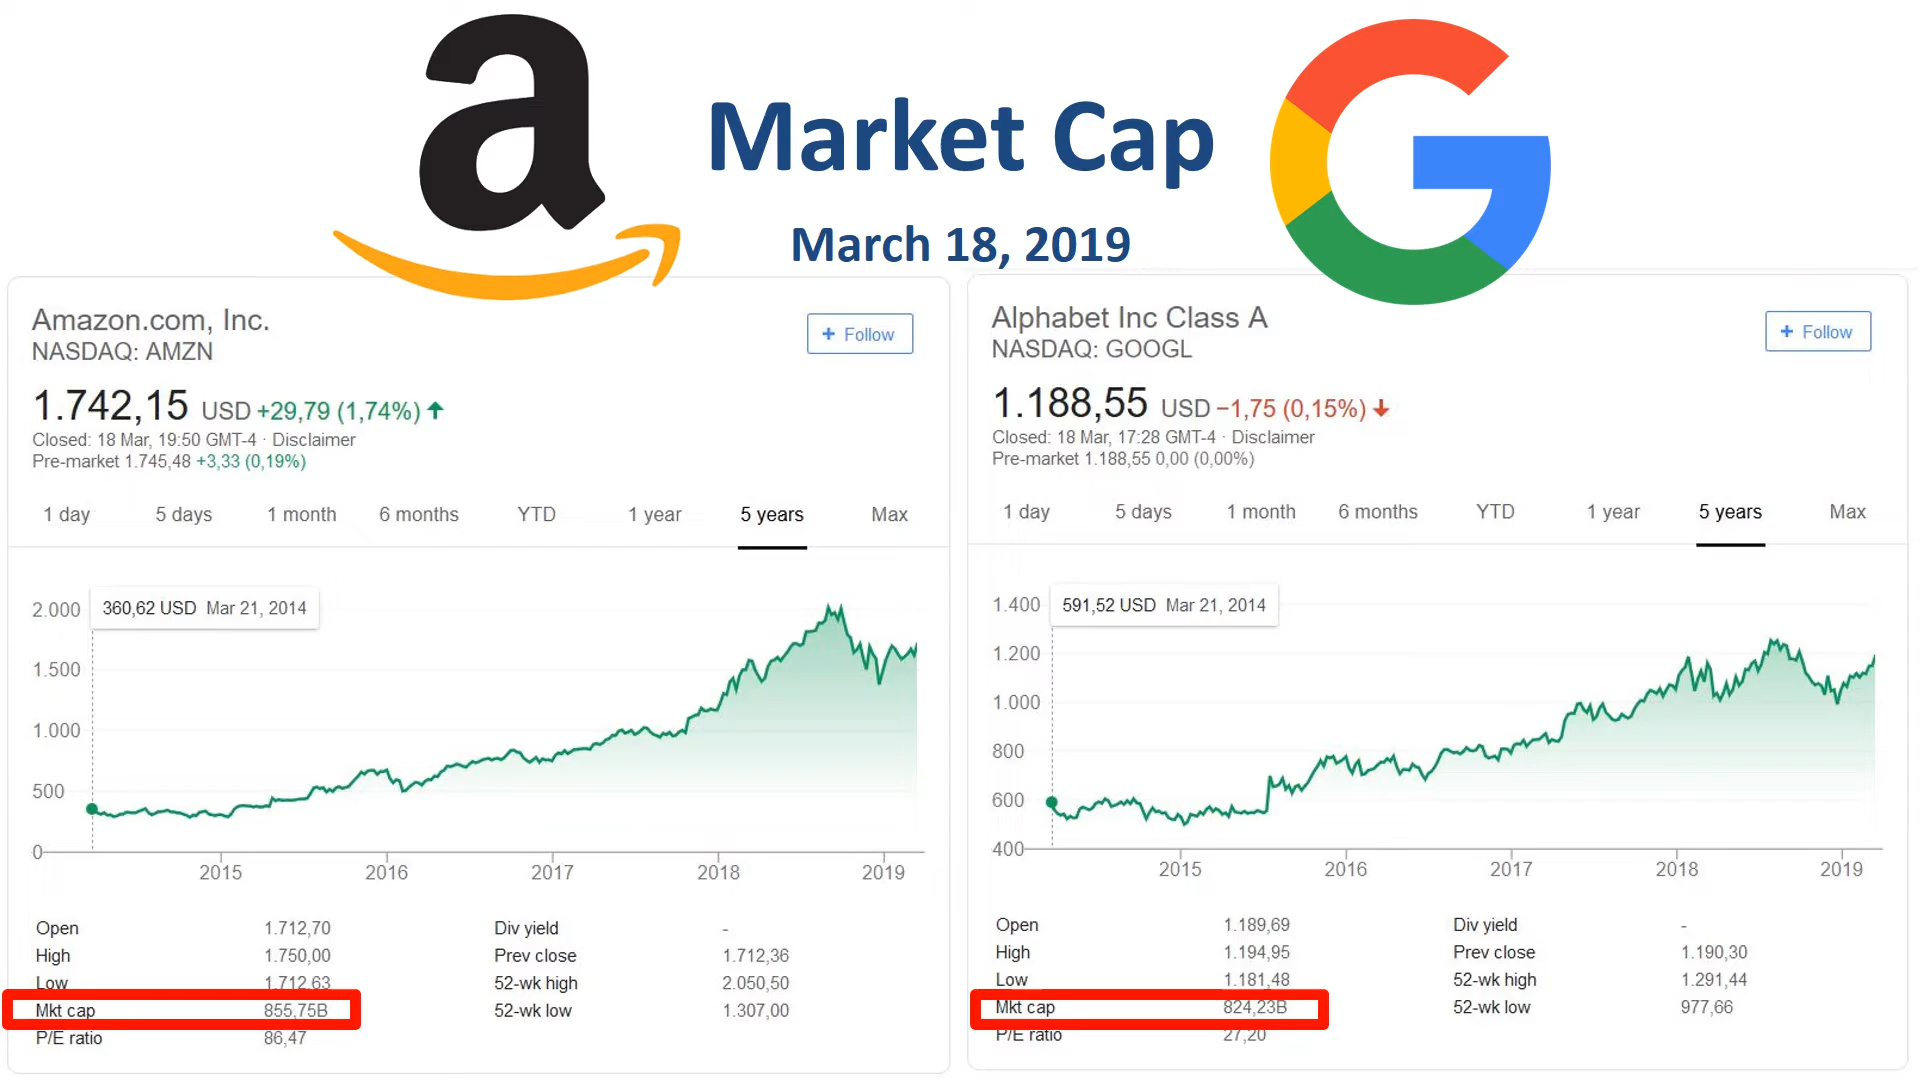 Market Cap
March 18, 2019
Amazon.com, Inc.
NASDAQ: AMZN
+ Follow
1.742,15 USD +29,79 (1,74%)
Closed: 18 Mar, 19:50 GMT-4 · Disclaimer
Pre-market 1.745,48 +3,33 (0,19%)
1 day 5 days 1 month 6 months YTD 1 year 5 years Max
360,62 USD Mar 21, 2014
2.000
1.500
1.000
500
0
2015 2016 2017 2018 2019
Open 1.712,70 Div yield -
High 1.750,00 Prev close 1.712,36
Low 1.712,63 52-wk high 2.050,50
Mkt cap 855,75B 52-wk low 1.307,00
P/E ratio 86,47
Alphabet Inc Class A
NASDAQ: GOOGL
+ Follow
1.188,55 USD −1,75 (0,15%)
Closed: 18 Mar, 17:28 GMT-4 · Disclaimer
Pre-market 1.188,55 0,00 (0,00%)
1 day 5 days 1 month 6 months YTD 1 year 5 years Max
591,52 USD Mar 21, 2014
1.400
1.200
1.000
800
600
400
2015 2016 2017 2018 2019
Open 1.189,69 Div yield -
High 1.194,95 Prev close 1.190,30
Low 1.181,48 52-wk high 1.291,44
Mkt cap 824,23B 52-wk low 977,66
P/E ratio 27,20